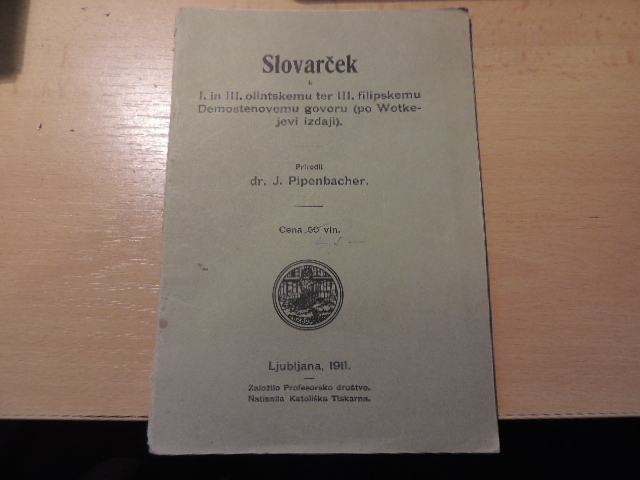 Slovarček
k
I. in III. olintskemu ter III. filipskemu
Demostenovemu govoru (po Wotke-
jevi izdaji).
Priredil
dr. J. Pipenbacher.
Cena 60 vin.
Ljubljana, 1911.
Založilo Profesorsko društvo.
Natisnila Katoliška Tiskarna.